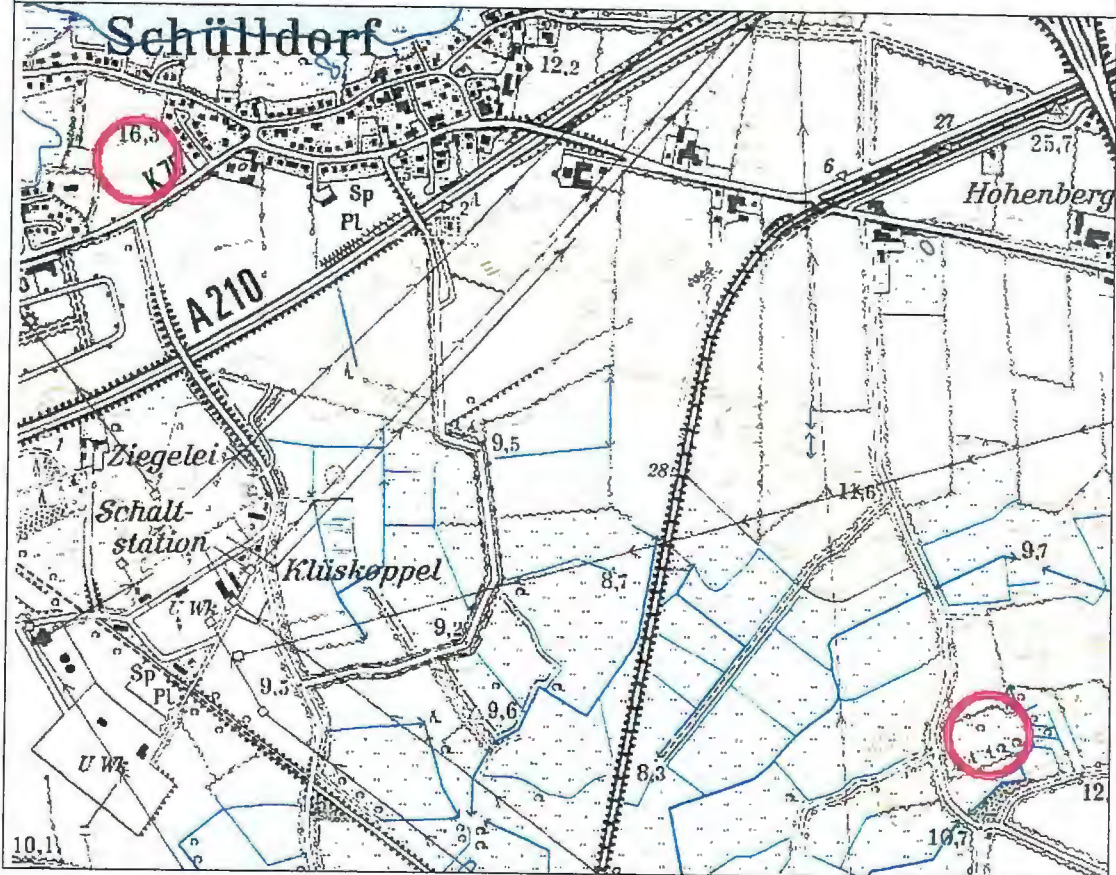 Schülldorf
12,2
16,3
27
25,7
6
Sp
Pl.
Hohenberg
A 210
9,5
Ziegelei
28
11,6
Schalt-
station
9,7
Klüskoppel
8,7
U Wk
9,2
Sp
Pl.
9,5
9,6
U Wk
8,3
12
10,7
10,1